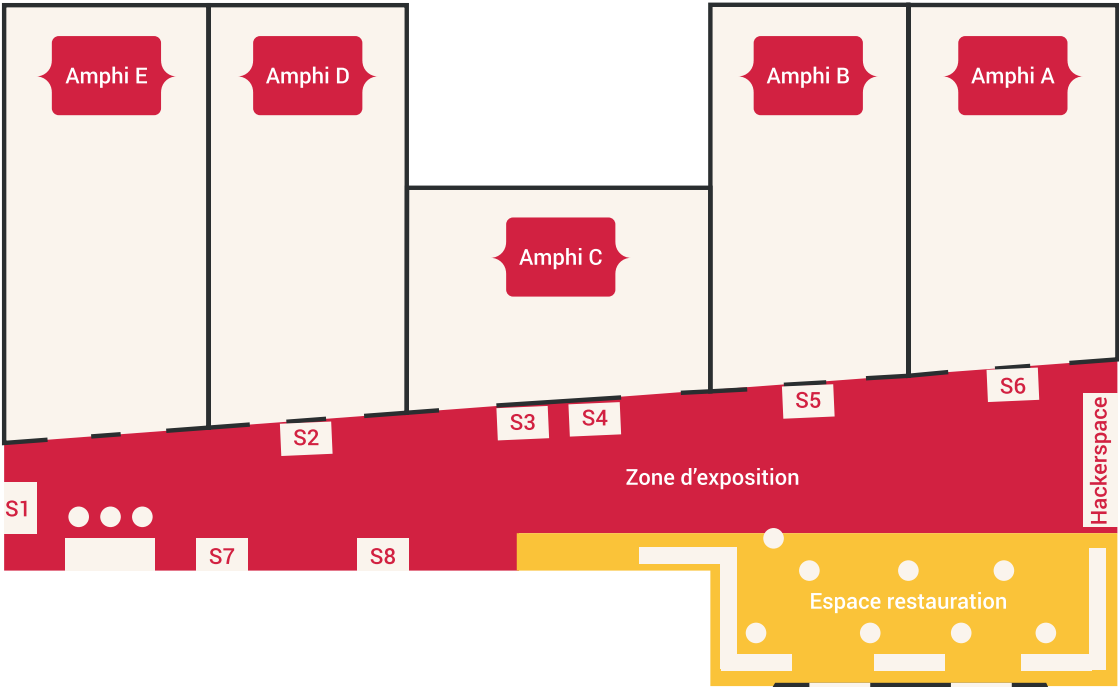 Amphi E
Amphi D
Amphi B
Amphi A
Amphi C
S6
S5
S4
S3
S2
Hackerspace
Zone d’exposition
S1
S7
S8
Espace restauration